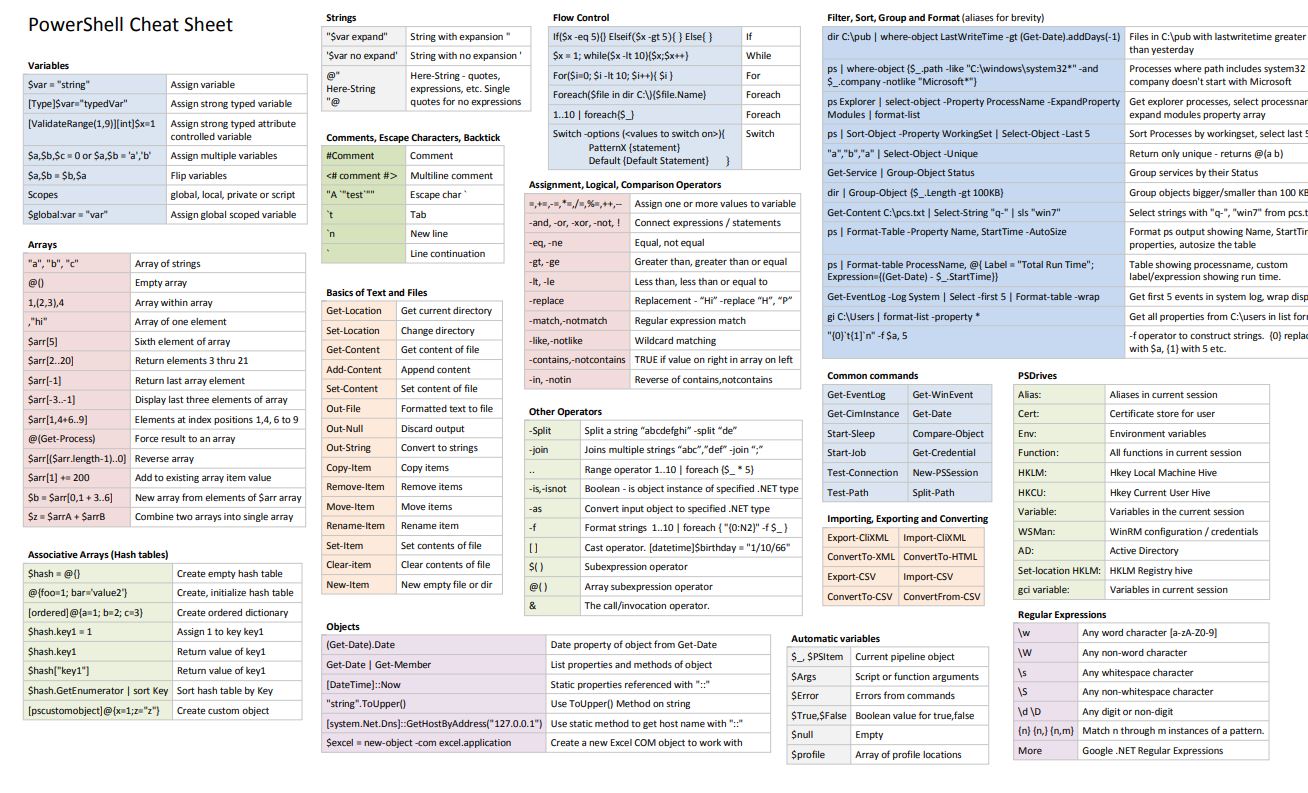 PowerShell Cheat Sheet
Variables
$var = "string" Assign variable
[Type]$var="typedVar" Assign strong typed variable
[ValidateRange(1,9)][int]$x=1 Assign strong typed attribute
controlled variable
$a,$b,$c = 0 or $a,$b = 'a','b' Assign multiple variables
$a,$b = $b,$a Flip variables
Scopes global, local, private or script
$global:var = "var" Assign global scoped variable
Arrays
"a", "b", "c" Array of strings
@() Empty array
1,(2,3),4 Array within array
,"hi" Array of one element
$arr[5] Sixth element of array
$arr[2..20] Return elements 3 thru 21
$arr[-1] Return last array element
$arr[-3..-1] Display last three elements of array
$arr[1,4+6..9] Elements at index positions 1,4, 6 to 9
@(Get-Process) Force result to an array
$arr[($arr.length-1)..0] Reverse array
$arr[1] += 200 Add to existing array item value
$b = $arr[0,1 + 3..6] New array from elements of $arr array
$z = $arrA + $arrB Combine two arrays into single array
Associative Arrays (Hash tables)
$hash = @{} Create empty hash table
@{foo=1; bar='value2'} Create, initialize hash table
[ordered]@{a=1; b=2; c=3} Create ordered dictionary
$hash.key1 = 1 Assign 1 to key key1
$hash.key1 Return value of key1
$hash["key1"] Return value of key1
$hash.GetEnumerator | sort Key Sort hash table by Key
[pscustomobject]@{x=1;z="z"} Create custom object
Strings
"$var expand" String with expansion "
'$var no expand' String no expansion '
@" Here-String - quotes,
Here-String expressions, etc. Single
"@ quotes for no expressions
Comments, Escape Characters, Backtick
#Comment Comment
<# comment #> Multiline comment
"A `"test`"" Escape char `
`t Tab
`n New line
` Line continuation
Basics of Text and Files
Get-Location Get current directory
Set-Location Change directory
Get-Content Get content of file
Add-Content Append content
Set-Content Set content of file
Out-File Formatted text to file
Out-Null Discard output
Out-String Convert to strings
Copy-Item Copy items
Remove-Item Remove items
Move-Item Move items
Rename-Item Rename item
Set-Item Set contents of file
Clear-item Clear contents of file
New-Item New empty file or dir
Objects
(Get-Date).Date Date property of object from Get-Date
Get-Date | Get-Member List properties and methods of object
[DateTime]::Now Static properties referenced with "::"
"string".ToUpper() Use ToUpper() Method on string
[system.Net.Dns]::GetHostByAddress("127.0.0.1") Use static method to get host name with "::"
$excel = new-object -com excel.application Create a new Excel COM object to work with
Flow Control
If($x -eq 5){} Elseif($x -gt 5){ } Else{ } If
$x = 1; while($x -lt 10){$x;$x++} While
For($i=0; $i -lt 10; $i++){ $i } For
Foreach($file in dir C:\){$file.Name} Foreach
1..10 | foreach{$_} Foreach
Switch -options (<values to switch on>){ Switch
PatternX {statement}
Default {Default Statement} }
Assignment, Logical, Comparison Operators
=,+=,-=,*=,/=,%=,++,-- Assign one or more values to variable
-and, -or, -xor, -not, ! Connect expressions / statements
-eq, -ne Equal, not equal
-gt, -ge Greater than, greater than or equal
-lt, -le Less than, less than or equal to
-replace Replacement - “Hi” -replace “H”, “P”
-match,-notmatch Regular expression match
-like,-notlike Wildcard matching
-contains,-notcontains TRUE if value on right in array on left
-in, -notin Reverse of contains,notcontains
Other Operators
-Split Split a string “abcdefghi” -split “de”
-join Joins multiple strings “abc”,”def” -join “;”
.. Range operator 1..10 | foreach {$_ * 5}
-is,-isnot Boolean - is object instance of specified .NET type
-as Convert input object to specified .NET type
-f Format strings 1..10 | foreach { "{0:N2}" -f $_ }
[ ] Cast operator. [datetime]$birthday = "1/10/66"
$( ) Subexpression operator
@( ) Array subexpression operator
& The call/invocation operator.
Filter, Sort, Group and Format (aliases for brevity)
dir C:\pub | where-object LastWriteTime -gt (Get-Date).addDays(-1) Files in C:\pub with lastwritetime greater
than yesterday
ps | where-object {$_.path -like "C:\windows\system32*" -and Processes where path includes system32
$_.company -notlike "Microsoft*"} company doesn't start with Microsoft
ps Explorer | select-object -Property ProcessName -ExpandProperty Get explorer processes, select processnam
Modules | format-list expand modules property array
ps | Sort-Object -Property WorkingSet | Select-Object -Last 5 Sort Processes by workingset, select last 5
"a","b","a" | Select-Object -Unique Return only unique - returns @(a b)
Get-Service | Group-Object Status Group services by their Status
dir | Group-Object {$_.Length -gt 100KB} Group objects bigger/smaller than 100 KB
Get-Content C:\pcs.txt | Select-String "q-" | sls "win7" Select strings with "q-", "win7" from pcs.t
ps | Format-Table -Property Name, StartTime -AutoSize Format ps output showing Name, StartTim
properties, autosize the table
ps | Format-table ProcessName, @{ Label = "Total Run Time"; Table showing processname, custom
Expression={(Get-Date) - $_.StartTime}} label/expression showing run time.
Get-EventLog -Log System | Select -first 5 | Format-table -wrap Get first 5 events in system log, wrap disp
gi C:\Users | format-list -property * Get all properties from C:\users in list for
"{0}`t{1}`n" -f $a, 5 -f operator to construct strings. {0} replac
with $a, {1} with 5 etc.
Common commands
Get-EventLog Get-WinEvent
Get-CimInstance Get-Date
Start-Sleep Compare-Object
Start-Job Get-Credential
Test-Connection New-PSSession
Test-Path Split-Path
Importing, Exporting and Converting
Export-CliXML Import-CliXML
ConvertTo-XML ConvertTo-HTML
Export-CSV Import-CSV
ConvertTo-CSV ConvertFrom-CSV
Automatic variables
$_, $PSItem Current pipeline object
$Args Script or function arguments
$Error Errors from commands
$True,$False Boolean value for true,false
$null Empty
$profile Array of profile locations
PSDrives
Alias: Aliases in current session
Cert: Certificate store for user
Env: Environment variables
Function: All functions in current session
HKLM: Hkey Local Machine Hive
HKCU: Hkey Current User Hive
Variable: Variables in the current session
WSMan: WinRM configuration / credentials
AD: Active Directory
Set-location HKLM: HKLM Registry hive
gci variable: Variables in current session
Regular Expressions
\w Any word character [a-zA-Z0-9]
\W Any non-word character
\s Any whitespace character
\S Any non-whitespace character
\d \D Any digit or non-digit
{n} {n,} {n,m} Match n through m instances of a pattern.
More Google .NET Regular Expressions